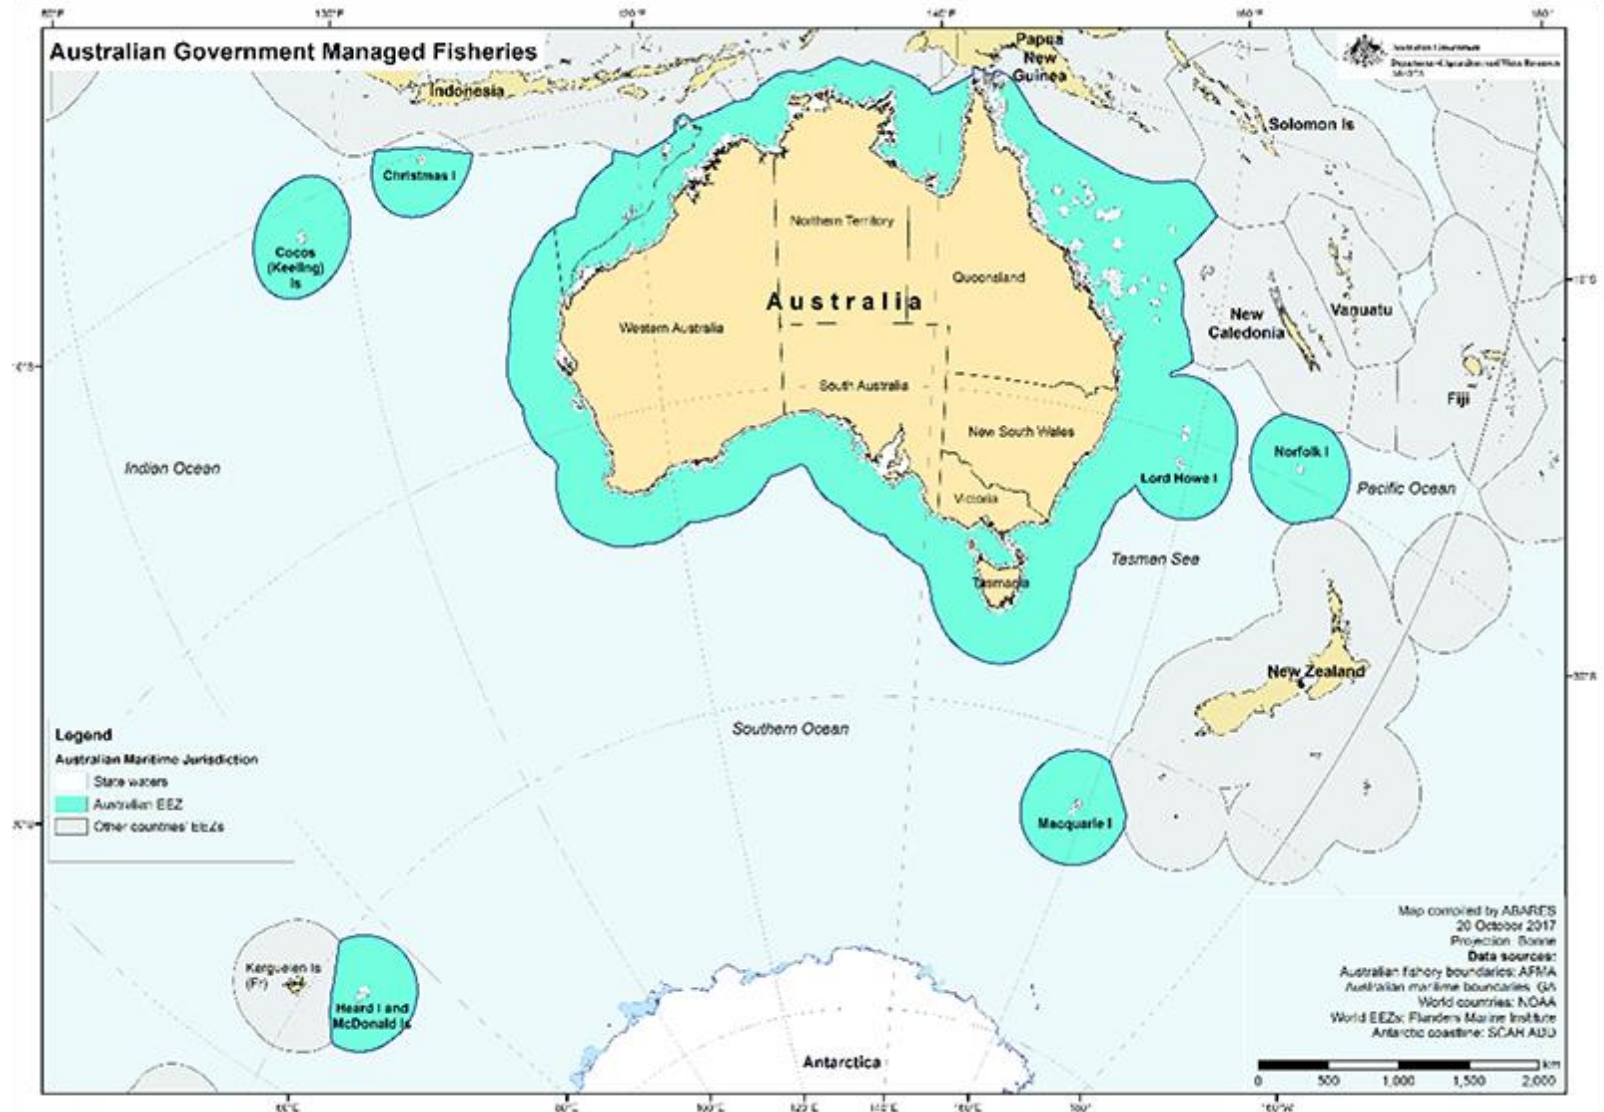 Australian Government Managed Fisheries
Australian Government
Papua
New
Guinea
Indonesia
Solomon Is
Christmas I
Cocos
(Keeling)
Is
Northern Territory
Queensland
Australia
Western Australia
New
Caledonia
Vanuatu
South Australia
Fiji
New South Wales
Norfolk I
Lord Howe I
Pacific Ocean
Indian Ocean
Victoria
Tasman Sea
Tasmania
New Zealand
Southern Ocean
Macquarie I
Legend
Australian Maritime Jurisdiction
State waters
Australian EEZ
Other countries' EEZs
Kerguelen Is
(Fr)
Heard I and
McDonald Is
Antarctica
Map compiled by ABARES
20 October 2017
Projection: Bonne
Data sources:
Australian fishery boundaries: AFMA
Australian maritime boundaries: GA
World countries: NOAA
World EEZs: Flanders Marine Institute
Antarctic coastline: SCAR ADD
km
0 500 1,000 1,500 2,000